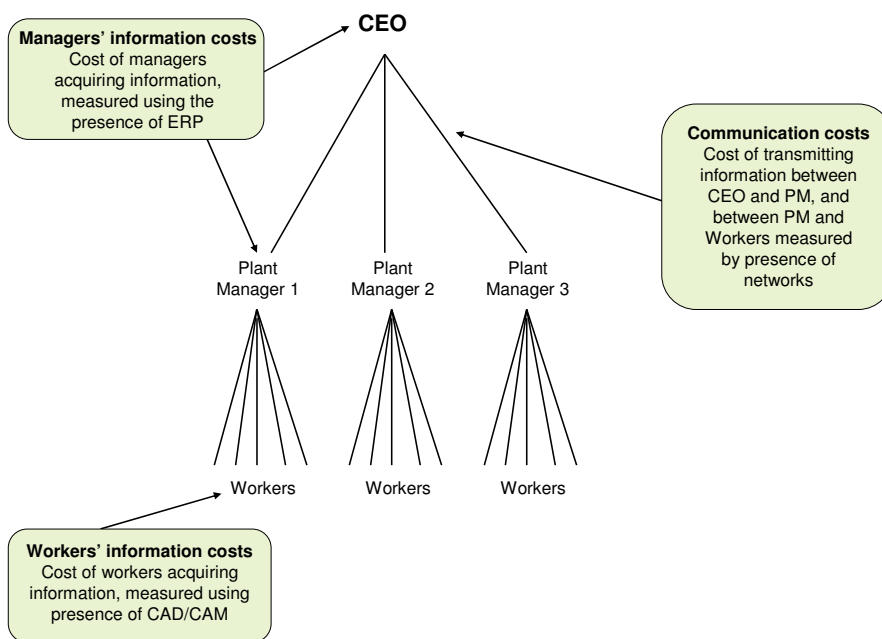 CEO
Managers’ information costs
Cost of managers
acquiring information,
measured using the
presence of ERP
Communication costs
Cost of transmitting
information between
CEO and PM, and
between PM and
Workers measured
by presence of
networks
Plant
Manager 1
Plant
Manager 2
Plant
Manager 3
Workers
Workers
Workers
Workers’ information costs
Cost of workers acquiring
information, measured using
presence of CAD/CAM